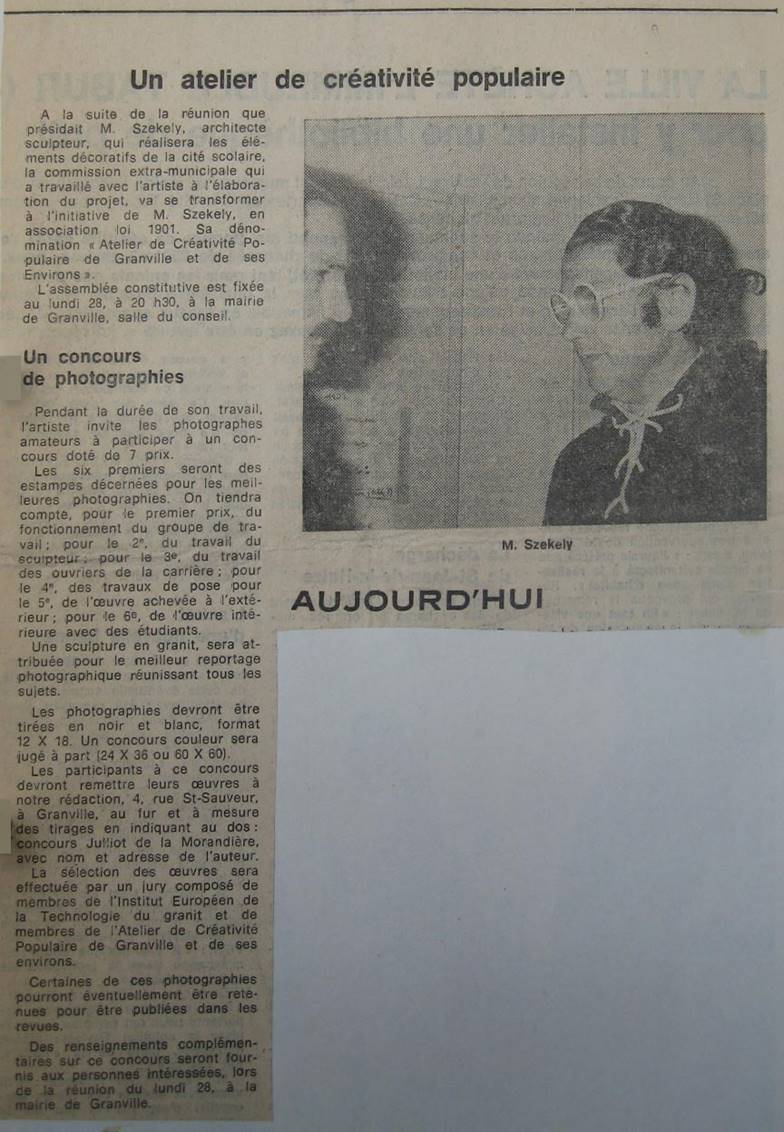 Un atelier de créativité populaire
A la suite de la réunion que
présidait M. Szekely, architecte
sculpteur, qui réalisera les élé-
ments décoratifs de la cité scolaire,
la commission extra-municipale qui
a travaillé avec l'artiste à l'élabora-
tion du projet, va se transformer
à l'initiative de M. Szekely, en
association loi 1901. Sa déno-
mination « Atelier de Créativité Po-
pulaire de Granville et de ses
Environs ».
L'assemblée constitutive est fixée
au lundi 28, à 20 h30, à la mairie
de Granville, salle du conseil.
Un concours
de photographies
Pendant la durée de son travail,
l'artiste invite les photographes
amateurs à participer à un con-
cours doté de 7 prix.
Les six premiers seront des
estampes décernées pour les meil-
leures photographies. On tiendra
compte, pour le premier prix, du
fonctionnement du groupe de tra-
vail ; pour le 2e, du travail du
sculpteur ; pour le 3e, du travail
des ouvriers de la carrière ; pour
le 4e, des travaux de pose pour
le 5e, de l'œuvre achevée à l'exté-
rieur ; pour le 6e, de l'œuvre inté-
rieure avec des étudiants.
Une sculpture en granit, sera at-
tribuée pour le meilleur reportage
photographique réunissant tous les
sujets.
Les photographies devront être
tirées en noir et blanc, format
12 X 18. Un concours couleur sera
jugé à part (24 X 36 ou 60 X 60).
Les participants à ce concours
devront remettre leurs œuvres à
notre rédaction, 4, rue St-Sauveur,
à Granville, au fur et à mesure
des tirages en indiquant au dos :
concours Julliot de la Morandière,
avec nom et adresse de l'auteur.
La sélection des œuvres sera
effectuée par un jury composé de
membres de l'Institut Européen de
la Technologie du granit et de
membres de l'Atelier de Créativité
Populaire de Granville et de ses
environs.
Certaines de ces photographies
pourront éventuellement être rete-
nues pour être publiées dans les
revues.
Des renseignements complémen-
taires sur ce concours seront four-
nis aux personnes intéressées, lors
de la réunion du lundi 28, à la
mairie de Granville.
M. Szekely
AUJOURD'HUI